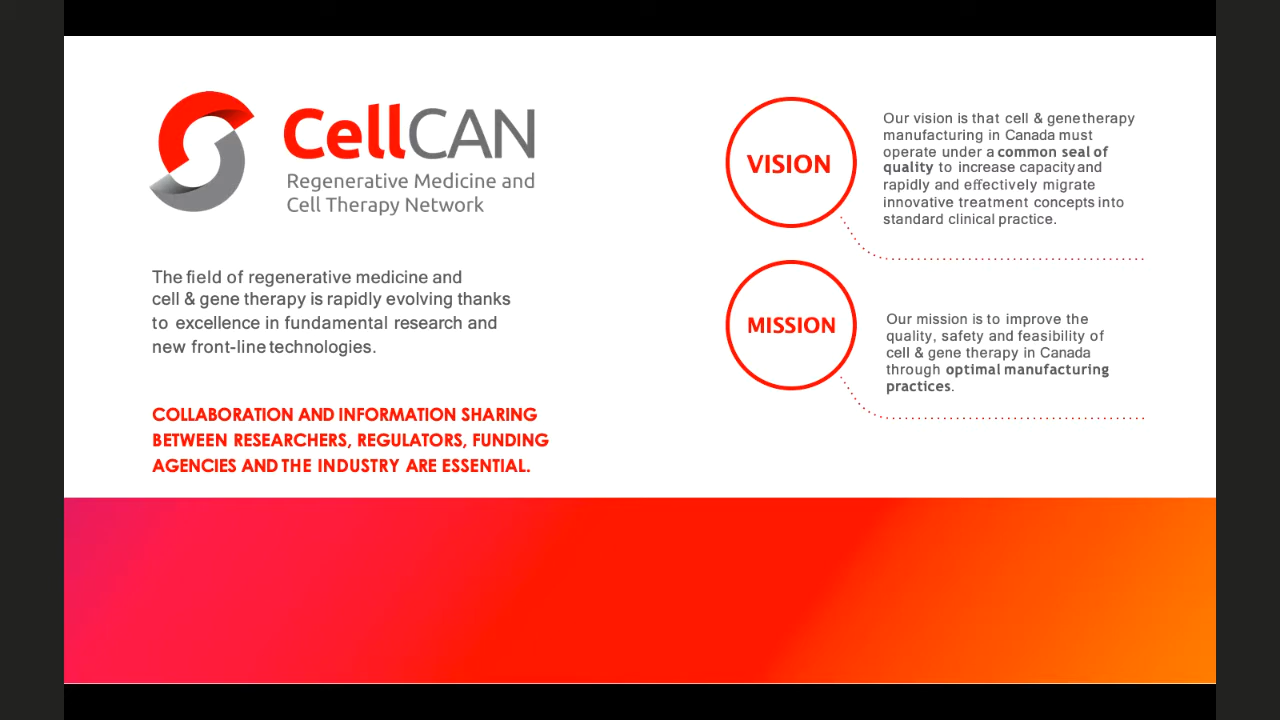 CellCAN
Regenerative Medicine and
Cell Therapy Network
The field of regenerative medicine and
cell & gene therapy is rapidly evolving thanks
to excellence in fundamental research and
new front-line technologies.
COLLABORATION AND INFORMATION SHARING
BETWEEN RESEARCHERS, REGULATORS, FUNDING
AGENCIES AND THE INDUSTRY ARE ESSENTIAL.
VISION
Our vision is that cell & gene therapy
manufacturing in Canada must
operate under a common seal of
quality to increase capacity and
rapidly and effectively migrate
innovative treatment concepts into
standard clinical practice.
MISSION
Our mission is to improve the
quality, safety and feasibility of
cell & gene therapy in Canada
through optimal manufacturing
practices.